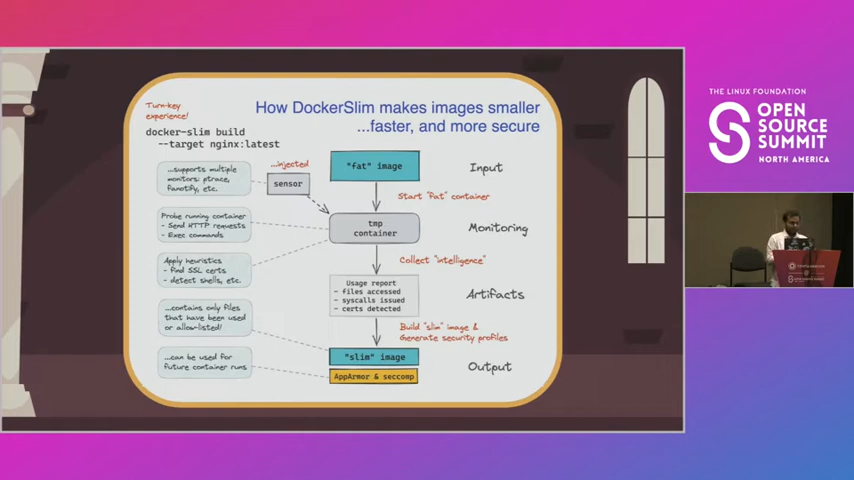 Turn-key
experience!
How DockerSlim makes images smaller
...faster, and more secure
docker-slim build
--target nginx:latest
...supports multiple
monitors: ptrace,
fanotify, etc.
...injected
sensor
"fat" image
Input
Start "fat" container
Probe running container
- Send HTTP requests
- Exec commands
tmp
container
Monitoring
Apply heuristics
- find SSL certs
- detect shells, etc.
Collect "intelligence"
Usage report
- files accessed
- syscalls issued
- certs detected
Artifacts
...contains only files
that have been used
or allow-listed!
Build "slim" image &
Generate security profiles
...can be used for
future container runs
"slim" image
AppArmor & seccomp
Output
THE LINUX FOUNDATION
OPEN
SOURCE
SUMMIT
NORTH AMERICA